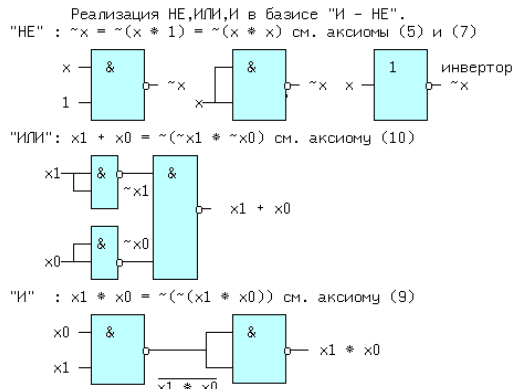 Реализация НЕ,ИЛИ,И в базисе "И - НЕ".
"НЕ" : ~x = ~(x * 1) = ~(x * x) см. аксиомы (5) и (7)
x & ~x & ~x x 1 инвертор
1 x ~x
"ИЛИ": x1 + x0 = ~(~x1 * ~x0) см. аксиому (10)
x1 & &
~x1
x1 + x0
& ~x0
x0
"И" : x1 * x0 = ~(~(x1 * x0)) см. аксиому (9)
x0 & &
x1 * x0
x1
x1 * x0